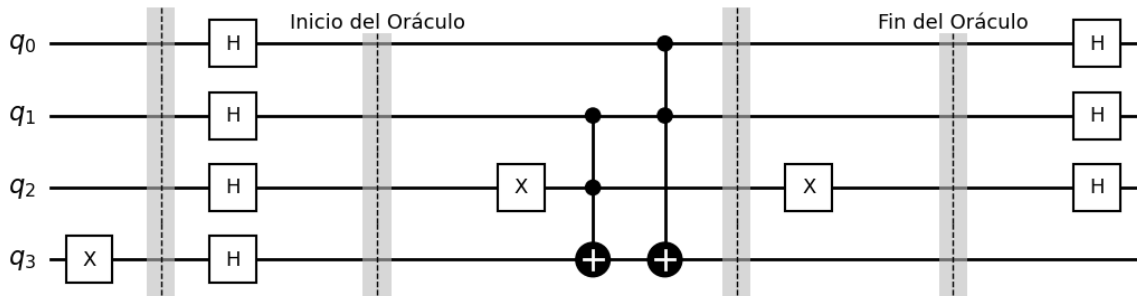 Inicio del Oráculo Fin del Oráculo
q0 H H
q1 H H
q2 H X X H
q3 X H